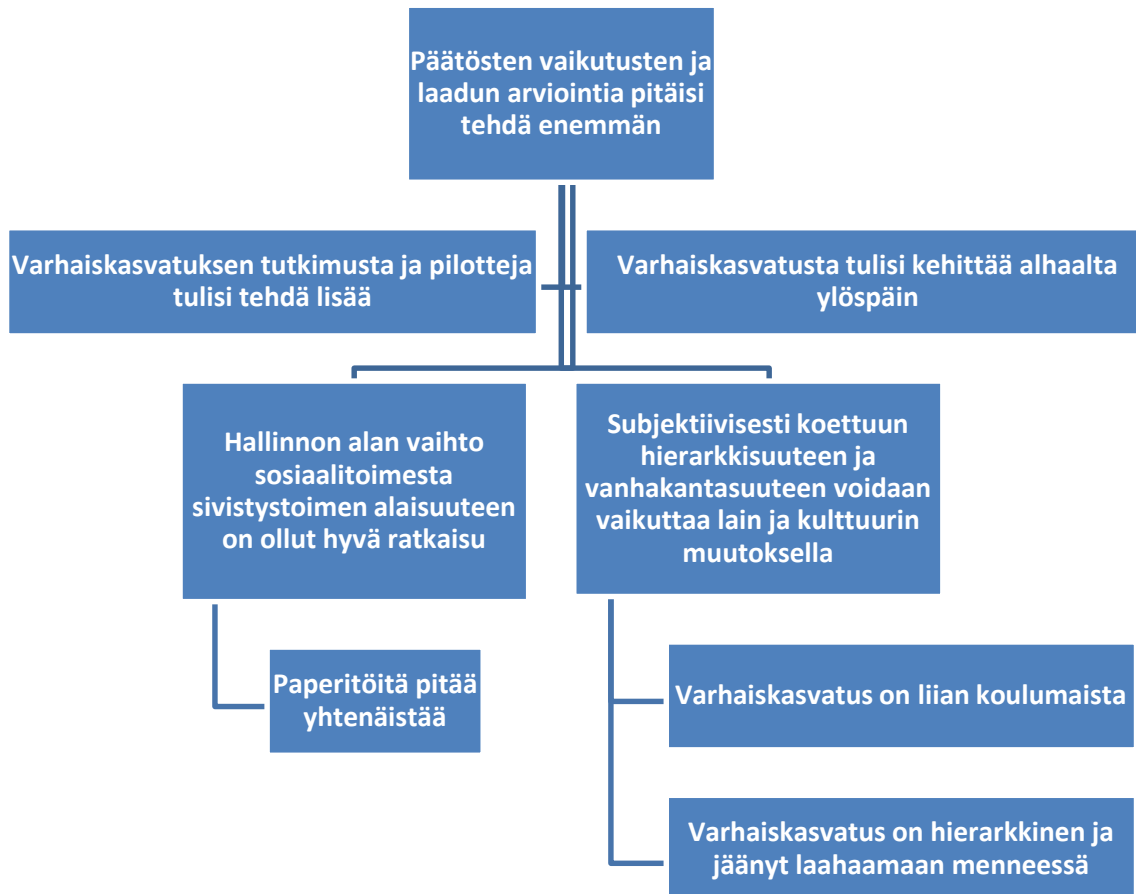 Päätösten vaikutusten ja
laadun arviointia pitäisi
tehdä enemmän
Varhaiskasvatuksen tutkimusta ja pilotteja
tulisi tehdä lisää
Varhaiskasvatusta tulisi kehittää alhaalta
ylöspäin
Hallinnon alan vaihto
sosiaalitoimesta
sivistystoimen alaisuuteen
on ollut hyvä ratkaisu
Subjektiivisesti koettuun
hierarkkisuuteen ja
vanhakantasuuteen voidaan
vaikuttaa lain ja kulttuurin
muutoksella
Paperitöitä pitää
yhtenäistää
Varhaiskasvatus on liian koulumaista
Varhaiskasvatus on hierarkkinen ja
jäänyt laahaamaan menneessä